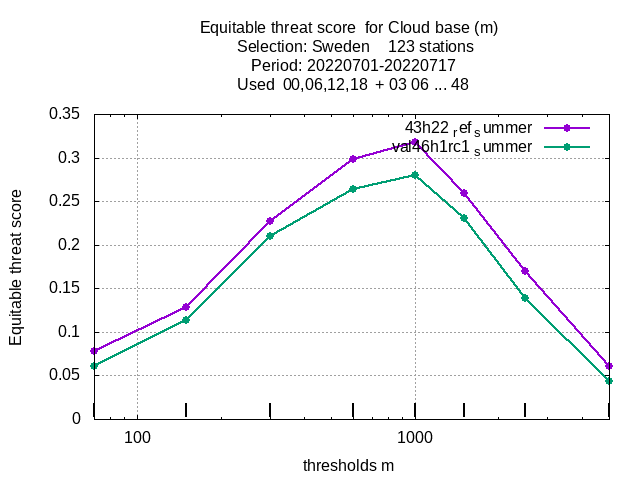 Equitable threat score for Cloud base (m)
Selection: Sweden 123 stations
Period: 20220701-20220717
Used 00,06,12,18 + 03 06 ... 48
0.35
0.3
0.25
0.2
0.15
0.1
0.05
0
Equitable threat score
43h22 ref summer
val46h1rc1 summer
100
1000
thresholds m